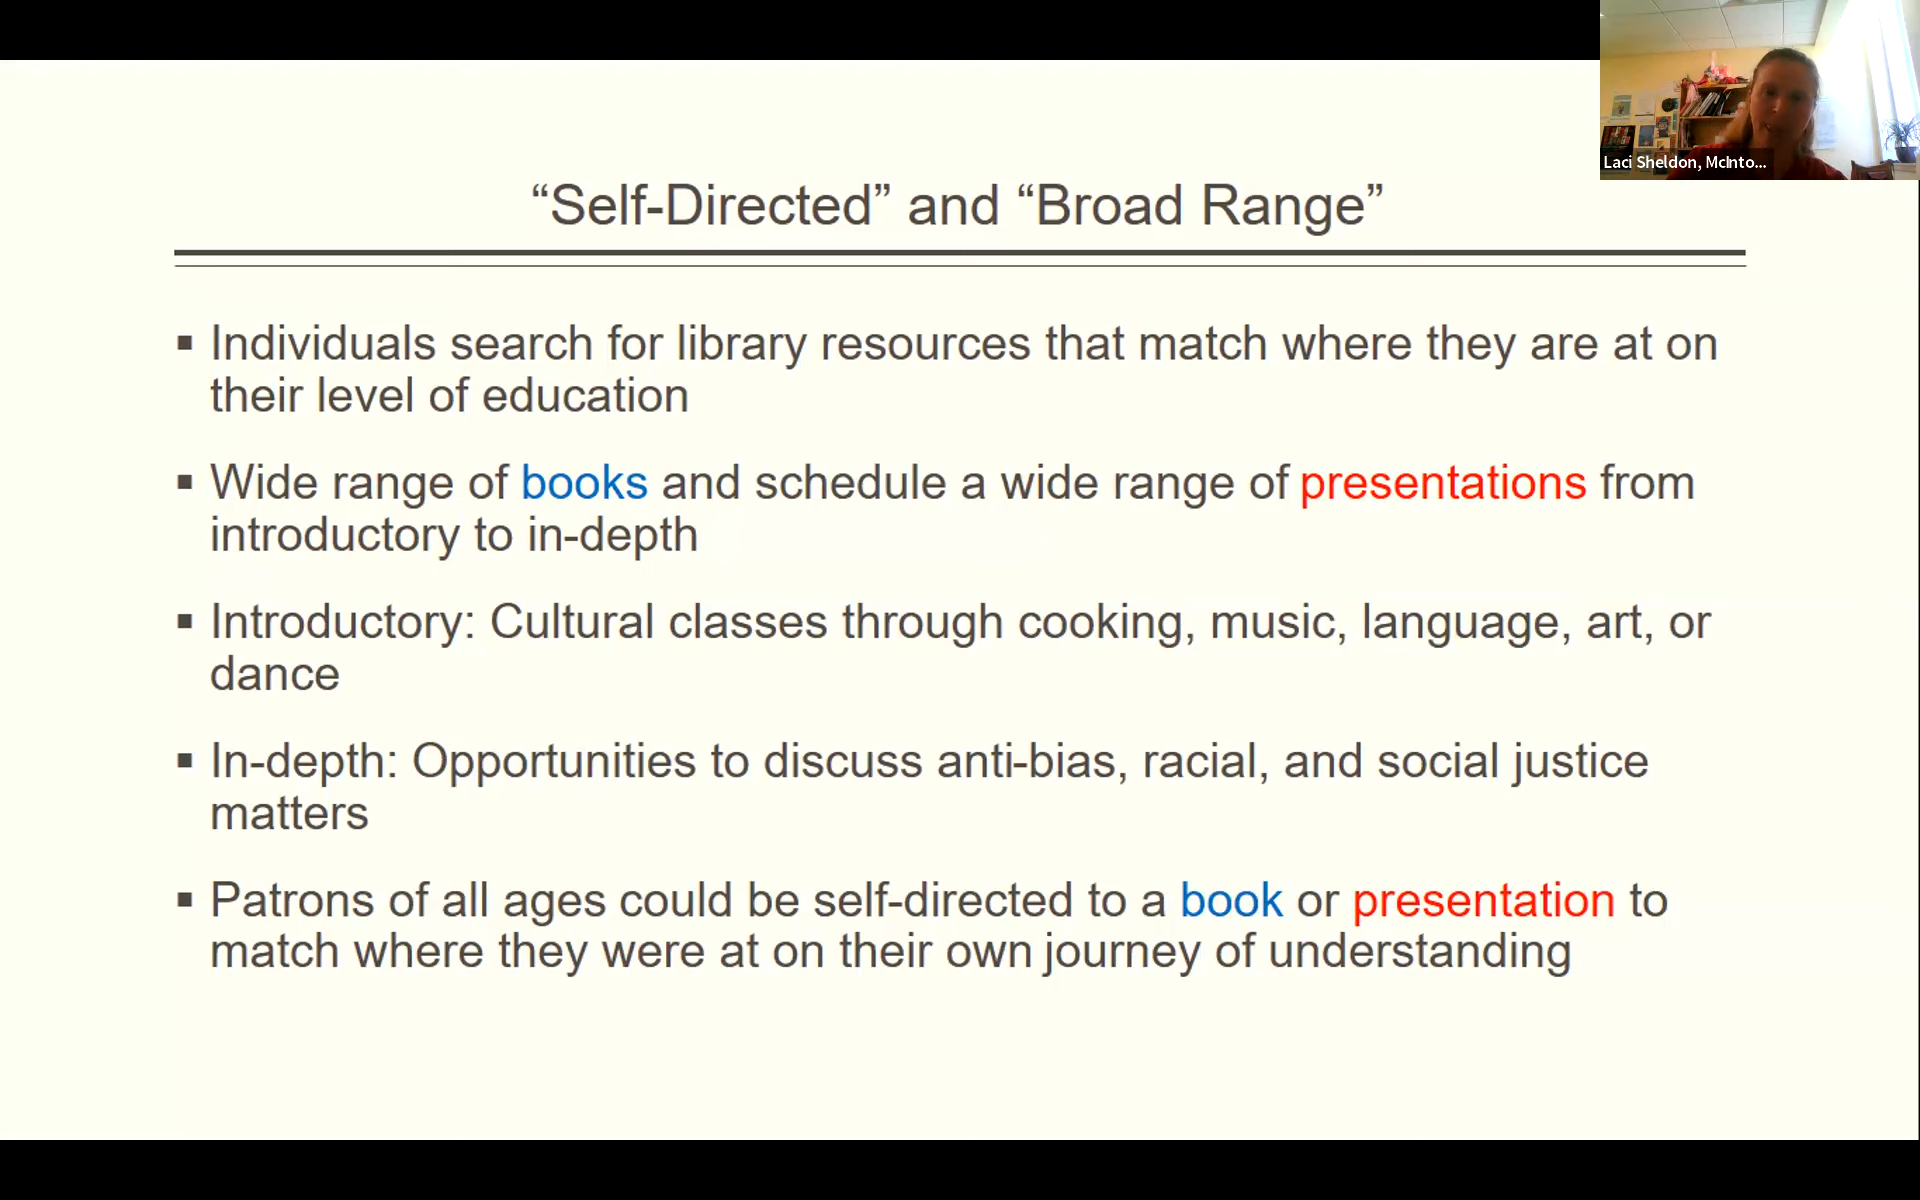 Laci Sheldon, McInto...
“Self-Directed” and “Broad Range”
▪ Individuals search for library resources that match where they are at on
their level of education
▪ Wide range of books and schedule a wide range of presentations from
introductory to in-depth
▪ Introductory: Cultural classes through cooking, music, language, art, or
dance
▪ In-depth: Opportunities to discuss anti-bias, racial, and social justice
matters
▪ Patrons of all ages could be self-directed to a book or presentation to
match where they were at on their own journey of understanding